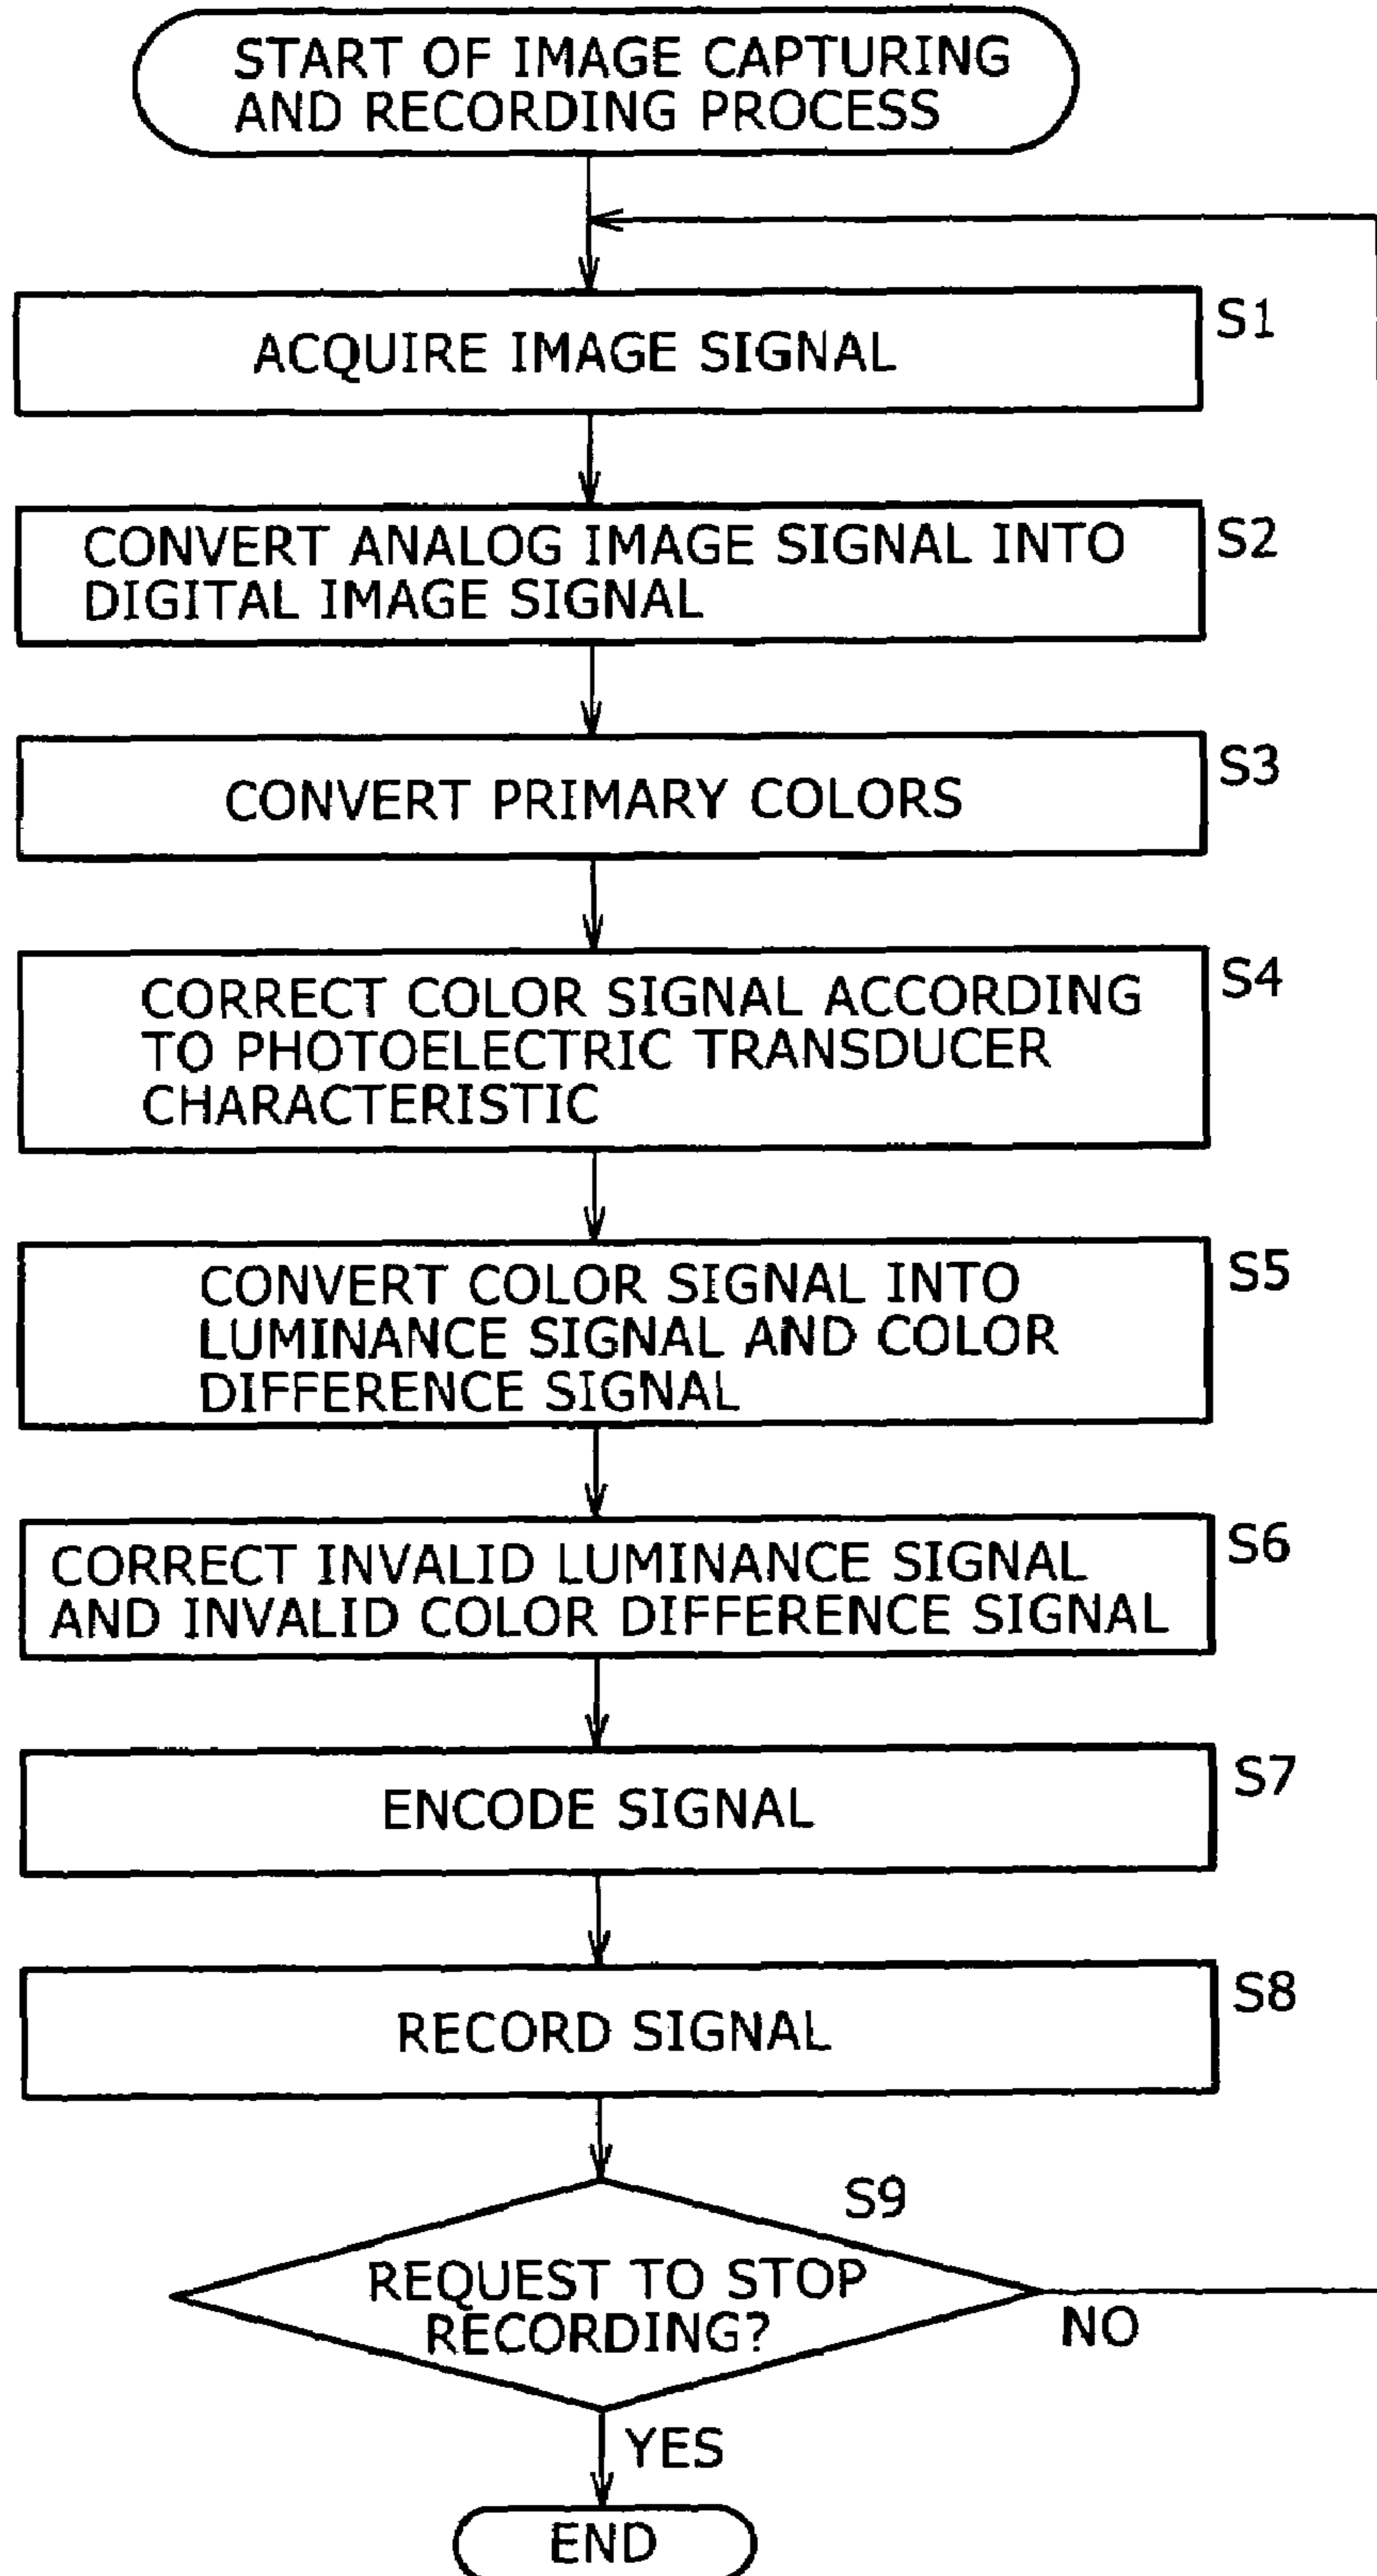 START OF IMAGE CAPTURING
AND RECORDING PROCESS
ACQUIRE IMAGE SIGNAL
S1
CONVERT ANALOG IMAGE SIGNAL INTO
DIGITAL IMAGE SIGNAL
S2
CONVERT PRIMARY COLORS
S3
CORRECT COLOR SIGNAL ACCORDING
TO PHOTOELECTRIC TRANSDUCER
CHARACTERISTIC
S4
CONVERT COLOR SIGNAL INTO
LUMINANCE SIGNAL AND COLOR
DIFFERENCE SIGNAL
S5
CORRECT INVALID LUMINANCE SIGNAL
AND INVALID COLOR DIFFERENCE SIGNAL
S6
ENCODE SIGNAL
S7
RECORD SIGNAL
S8
S9
REQUEST TO STOP
RECORDING?
NO
YES
END